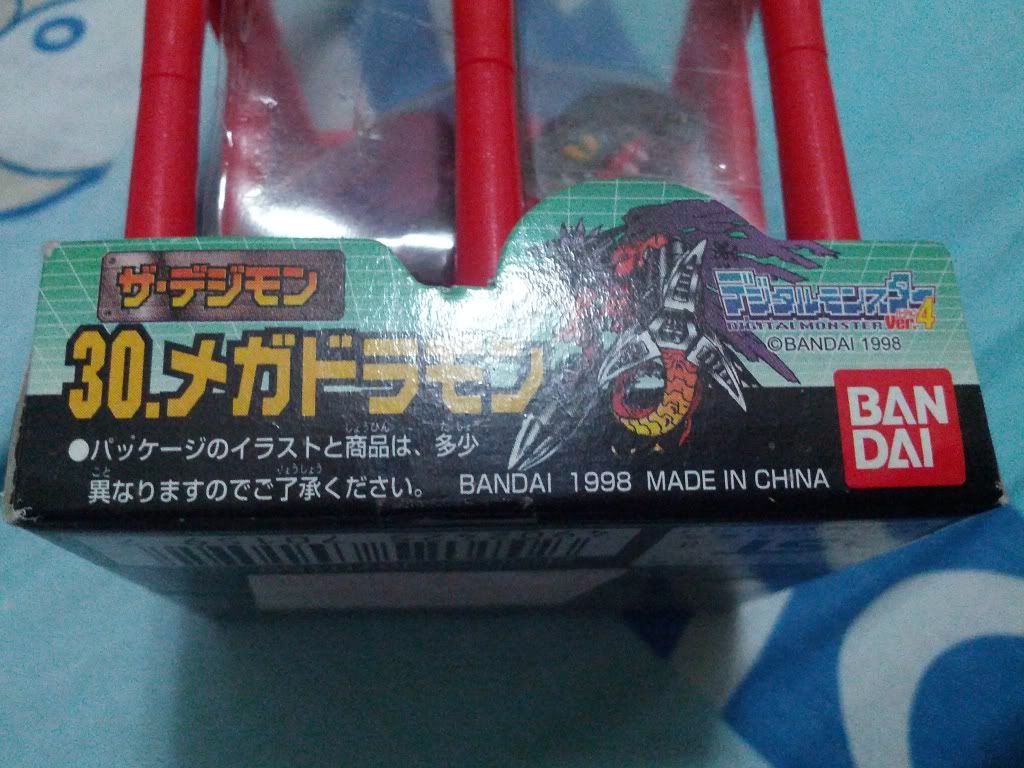 ザ・デジモン
30.メガドラモン
●パッケージのイラストと商品は、多少
異なりますのでご了承ください。
BANDAI 1998 MADE IN CHINA
デジタルモンスター
DIGITAL MONSTER Ver.4
©BANDAI 1998
BAN
DAI